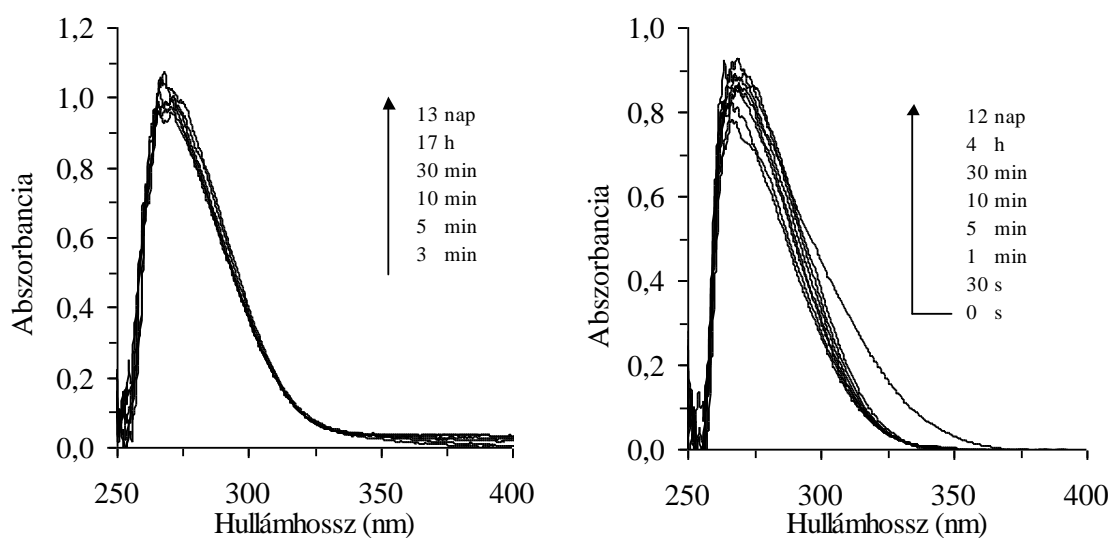 1,2
1,0
0,8
0,6
0,4
0,2
0,0
Abszorbancia
13 nap
17 h
30 min
10 min
5 min
3 min
250 300 350 400
Hullámhossz (nm)
1,0
0,8
0,6
0,4
0,2
0,0
Abszorbancia
12 nap
4 h
30 min
10 min
5 min
1 min
30 s
0 s
250 300 350 400
Hullámhossz (nm)